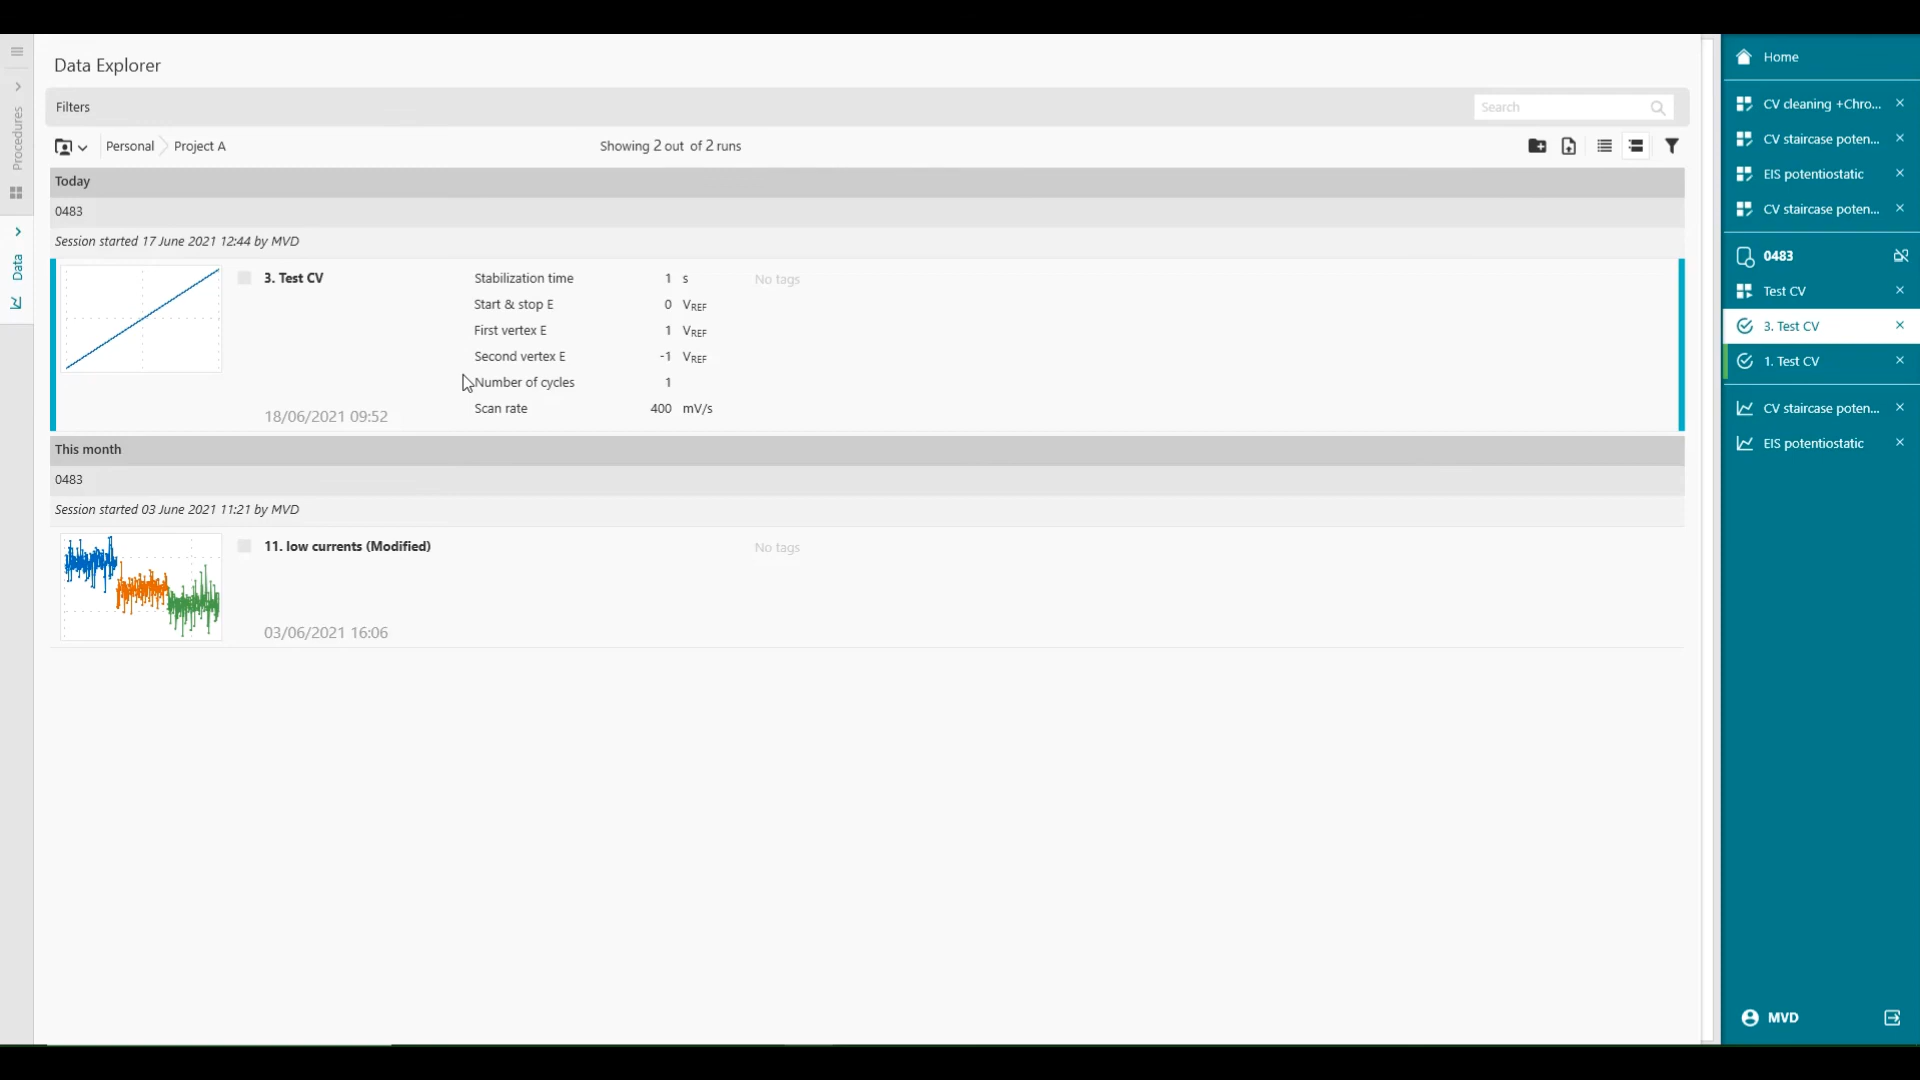 Data Explorer
Filters
Search
Personal
Project A
Showing 2 out of 2 runs
Procedures
Data
Today
0483
Session started 17 June 2021 12:44 by MVD
3. Test CV
18/06/2021 09:52
Stabilization time 1 s
Start & stop E 0 VREF
First vertex E 1 VREF
Second vertex E -1 VREF
Number of cycles 1
Scan rate 400 mV/s
No tags
This month
0483
Session started 03 June 2021 11:21 by MVD
11. low currents (Modified)
03/06/2021 16:06
No tags
Home
CV cleaning +Chro...
CV staircase poten...
EIS potentiostatic
CV staircase poten...
0483
Test CV
3. Test CV
1. Test CV
CV staircase poten...
EIS potentiostatic
MVD